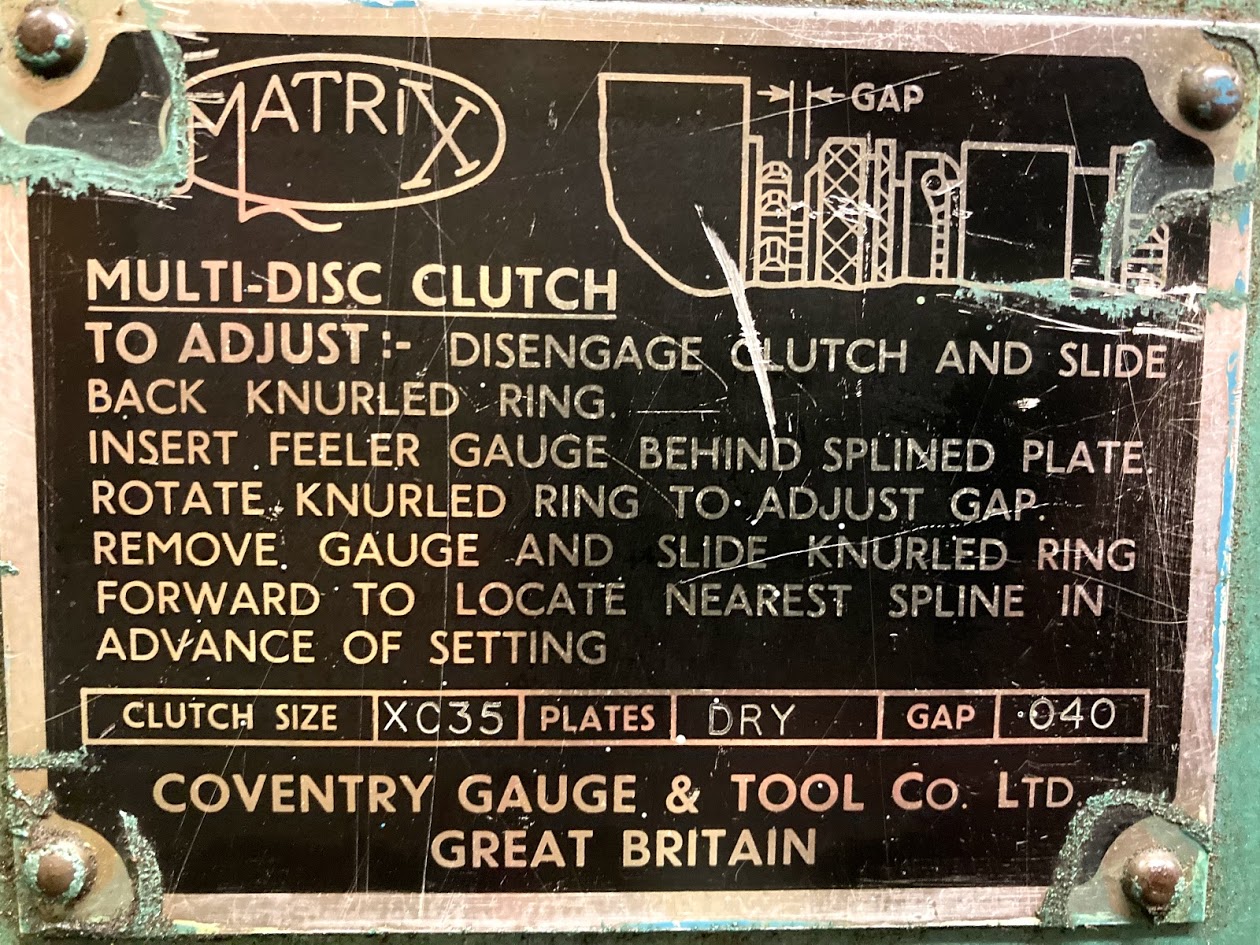 MATRiX
GAP
MULTI-DISC CLUTCH
TO ADJUST:- DISENGAGE CLUTCH AND SLIDE
BACK KNURLED RING.
INSERT FEELER GAUGE BEHIND SPLINED PLATE.
ROTATE KNURLED RING TO ADJUST GAP.
REMOVE GAUGE AND SLIDE KNURLED RING
FORWARD TO LOCATE NEAREST SPLINE IN
ADVANCE OF SETTING
CLUTCH SIZE XC35 PLATES DRY GAP ·040
COVENTRY GAUGE & TOOL Co. LTD.
GREAT BRITAIN